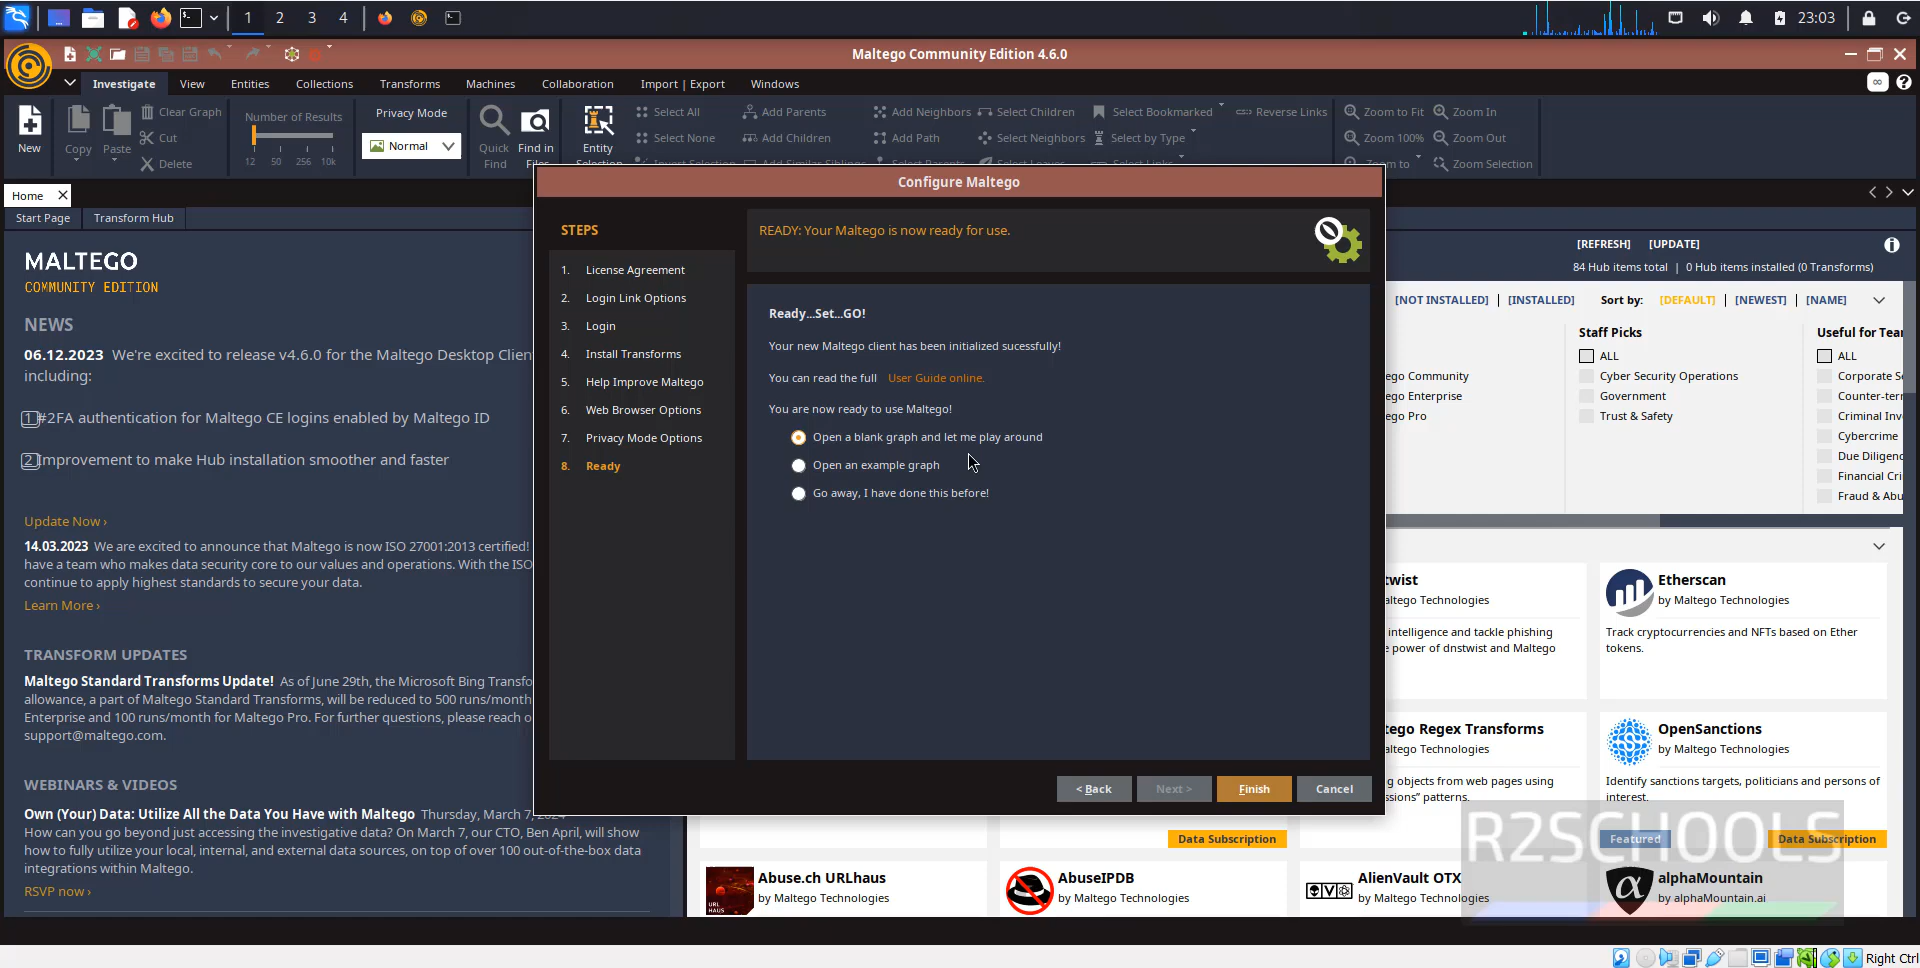 1 2 3 4 23:03
Maltego Community Edition 4.6.0
Investigate View Entities Collections Transforms Machines Collaboration Import | Export Windows
New Copy Paste Clear Graph Cut Delete
Number of Results
12 50 256 10k
Privacy Mode
Normal
Quick Find
Find in Files
Entity Selection
Select All Add Parents Add Neighbors Select Children Select Bookmarked Reverse Links Zoom to Fit Zoom In
Select None Add Children Add Path Select Neighbors Select by Type Zoom 100% Zoom Out
Invert Selection Add Similar Siblings Select Parents Select Leaves Select Links Zoom to Zoom Selection
Home
Start Page Transform Hub
MALTEGO
COMMUNITY EDITION
NEWS
06.12.2023 We're excited to release v4.6.0 for the Maltego Desktop Clien
including:
1 #2FA authentication for Maltego CE logins enabled by Maltego ID
2 Improvement to make Hub installation smoother and faster
Update Now ›
14.03.2023 We are excited to announce that Maltego is now ISO 27001:2013 certified!
have a team who makes data security core to our values and operations. With the ISO
continue to apply highest standards to secure your data.
Learn More ›
TRANSFORM UPDATES
Maltego Standard Transforms Update! As of June 29th, the Microsoft Bing Transfo
allowance, a part of Maltego Standard Transforms, will be reduced to 500 runs/month
Enterprise and 100 runs/month for Maltego Pro. For further questions, please reach o
support@maltego.com.
WEBINARS & VIDEOS
Own (Your) Data: Utilize All the Data You Have with Maltego Thursday, March 7, 2024
How can you go beyond just accessing the investigative data? On March 7, our CTO, Ben April, will show
how to fully utilize your local, internal, and external data sources, on top of over 100 out-of-the-box data
integrations within Maltego.
RSVP now ›
Configure Maltego
STEPS
1. License Agreement
2. Login Link Options
3. Login
4. Install Transforms
5. Help Improve Maltego
6. Web Browser Options
7. Privacy Mode Options
8. Ready
READY: Your Maltego is now ready for use.
Ready...Set...GO!
Your new Maltego client has been initialized sucessfully!
You can read the full User Guide online.
You are now ready to use Maltego!
Open a blank graph and let me play around
Open an example graph
Go away, I have done this before!
< Back Next > Finish Cancel
[REFRESH] [UPDATE]
84 Hub items total | 0 Hub items installed (0 Transforms)
[NOT INSTALLED] | [INSTALLED] Sort by: [DEFAULT] | [NEWEST] | [NAME]
ego Community
ego Enterprise
ego Pro
Staff Picks
ALL
Cyber Security Operations
Government
Trust & Safety
Useful for Tear
ALL
Corporate Se
Counter-terr
Criminal Inv
Cybercrime
Due Diligenc
Financial Cri
Fraud & Abu
twist
altego Technologies
intelligence and tackle phishing
e power of dnstwist and Maltego
Etherscan
by Maltego Technologies
Track cryptocurrencies and NFTs based on Ether
tokens.
tego Regex Transforms
altego Technologies
g objects from web pages using
ssions” patterns.
OpenSanctions
by Maltego Technologies
Identify sanctions targets, politicians and persons of
interest.
Data Subscription
Featured
Data Subscription
R2SCHOOLS
URL HAUS
Abuse.ch URLhaus
by Maltego Technologies
AbuseIPDB
by Maltego Technologies
AlienVault OTX
by Maltego Technologies
alphaMountain
by alphaMountain.ai
Right Ctrl